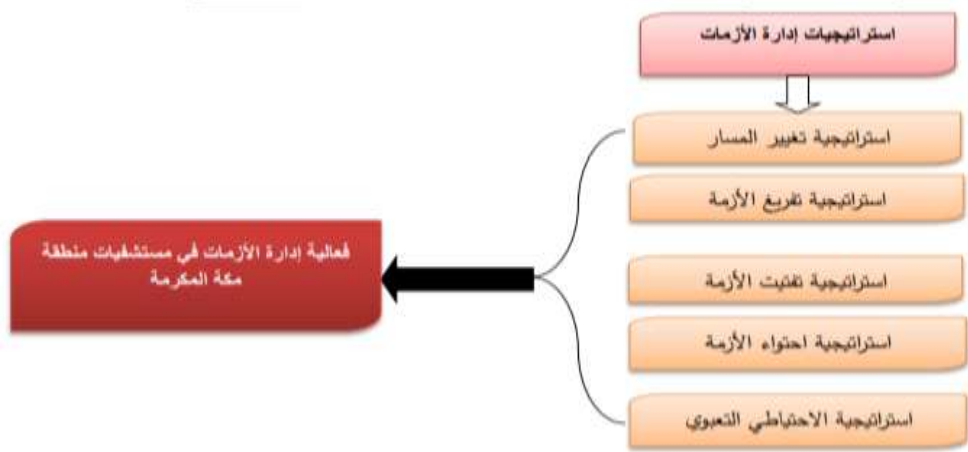 استراتيجيات إدارة الأزمات
استراتيجية تغيير المسار
استراتيجية تفريغ الأزمة
استراتيجية تفتيت الأزمة
استراتيجية احتواء الأزمة
استراتيجية الاحتياطي التعبوي
فعالية إدارة الأزمات في مستشفيات منطقة
مكة المكرمة